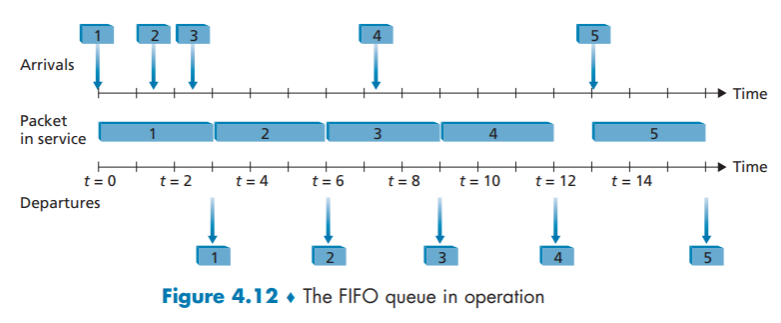 1 2 3 4 5
Arrivals
Time
Packet
in service
1 2 3 4 5
Time
t = 0 t = 2 t = 4 t = 6 t = 8 t = 10 t = 12 t = 14
Departures
1 2 3 4 5
Figure 4.12 ♦ The FIFO queue in operation